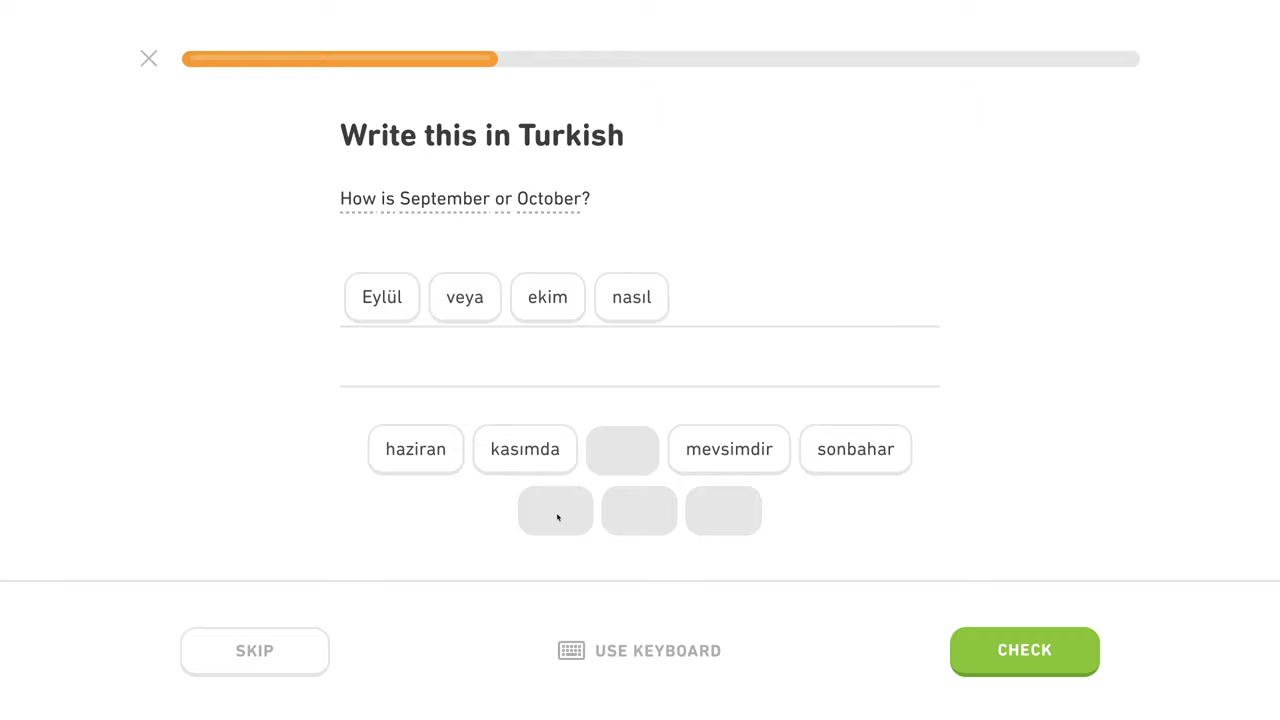 Write this in Turkish
How is September or October?
Eylül veya ekim nasıl
haziran kasımda mevsimdir sonbahar
SKIP USE KEYBOARD CHECK